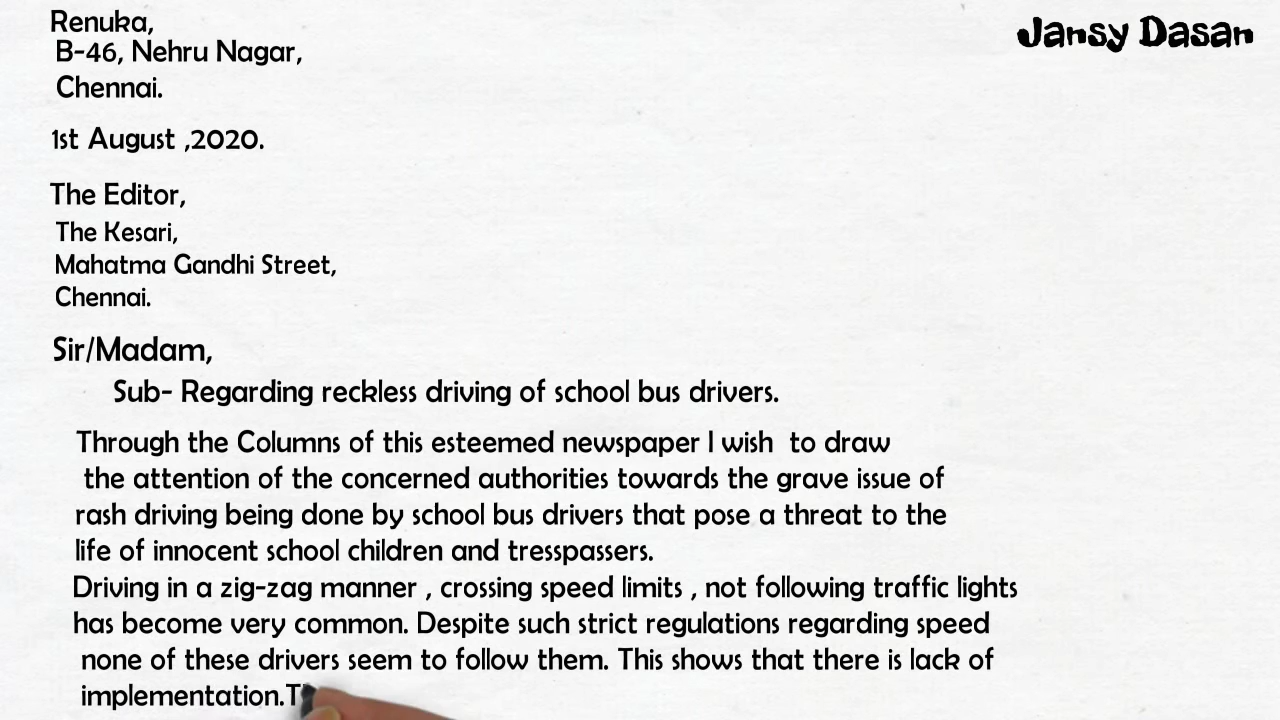 Renuka,
Jansy Dasan
B-46, Nehru Nagar,
Chennai.
1st August ,2020.
The Editor,
The Kesari,
Mahatma Gandhi Street,
Chennai.
Sir/Madam,
Sub- Regarding reckless driving of school bus drivers.
Through the Columns of this esteemed newspaper I wish  to draw
the attention of the concerned authorities towards the grave issue of
rash driving being done by school bus drivers that pose a threat to the
life of innocent school children and tresspassers.
Driving in a zig-zag manner , crossing speed limits , not following traffic lights
has become very common. Despite such strict regulations regarding speed
none of these drivers seem to follow them. This shows that there is lack of
implementation.